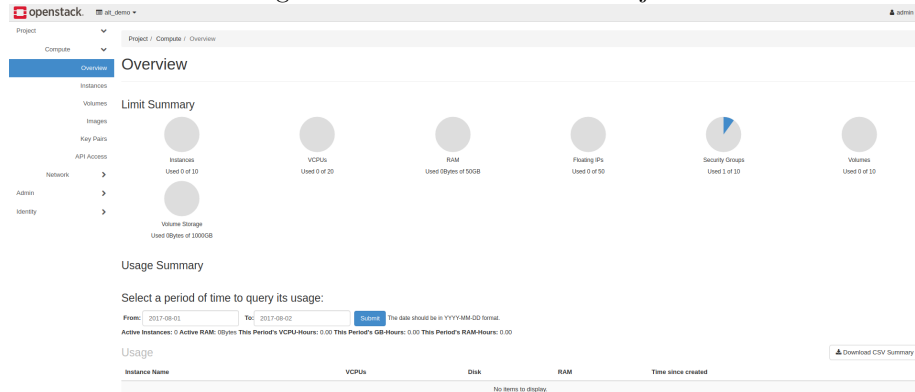 openstack. alt_demo admin
Project
Project / Compute / Overview
Compute
Overview
Overview
Instances
Volumes
Limit Summary
Images
Key Pairs
API Access
Instances VCPUs RAM Floating IPs Security Groups Volumes
Used 0 of 10 Used 0 of 20 Used 0Bytes of 50GB Used 0 of 50 Used 1 of 10 Used 0 of 10
Network
Admin
Identity
Volume Storage
Used 0Bytes of 1000GB
Usage Summary
Select a period of time to query its usage:
From: 2017-08-01 To: 2017-08-02 Submit The date should be in YYYY-MM-DD format.
Active Instances: 0 Active RAM: 0Bytes This Period's VCPU-Hours: 0.00 This Period's GB-Hours: 0.00 This Period's RAM-Hours: 0.00
Usage Download CSV Summary
Instance Name VCPUs Disk RAM Time since created
No items to display.